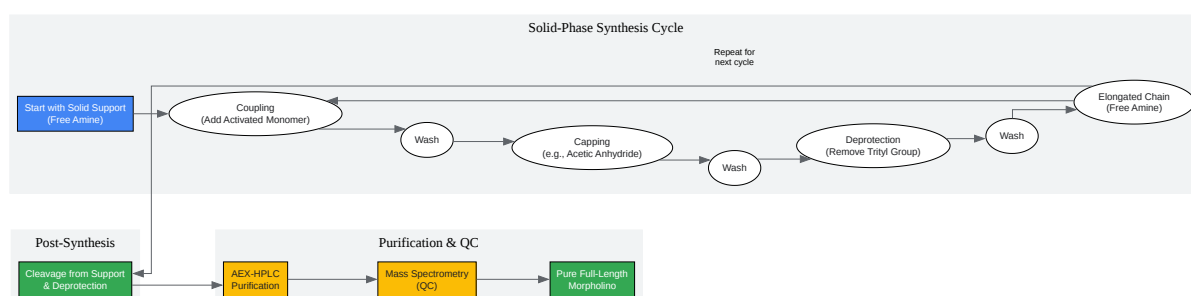 Solid-Phase Synthesis Cycle
Repeat for
next cycle
Start with Solid Support
(Free Amine)
Coupling
(Add Activated Monomer)
Wash
Capping
(e.g., Acetic Anhydride)
Wash
Deprotection
(Remove Trityl Group)
Wash
Elongated Chain
(Free Amine)
Post-Synthesis
Cleavage from Support
& Deprotection
Purification & QC
AEX-HPLC
Purification
Mass Spectrometry
(QC)
Pure Full-Length
Morpholino